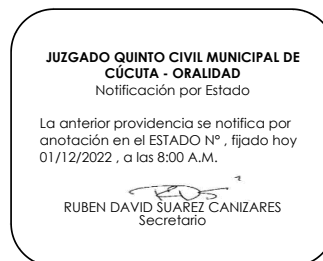 JUZGADO QUINTO CIVIL MUNICIPAL DE
CÚCUTA - ORALIDAD
Notificación por Estado
La anterior providencia se notifica por
anotación en el ESTADO N° , fijado hoy
01/12/2022 , a las 8:00 A.M.
RUBEN DAVID SUAREZ CANIZARES
Secretario